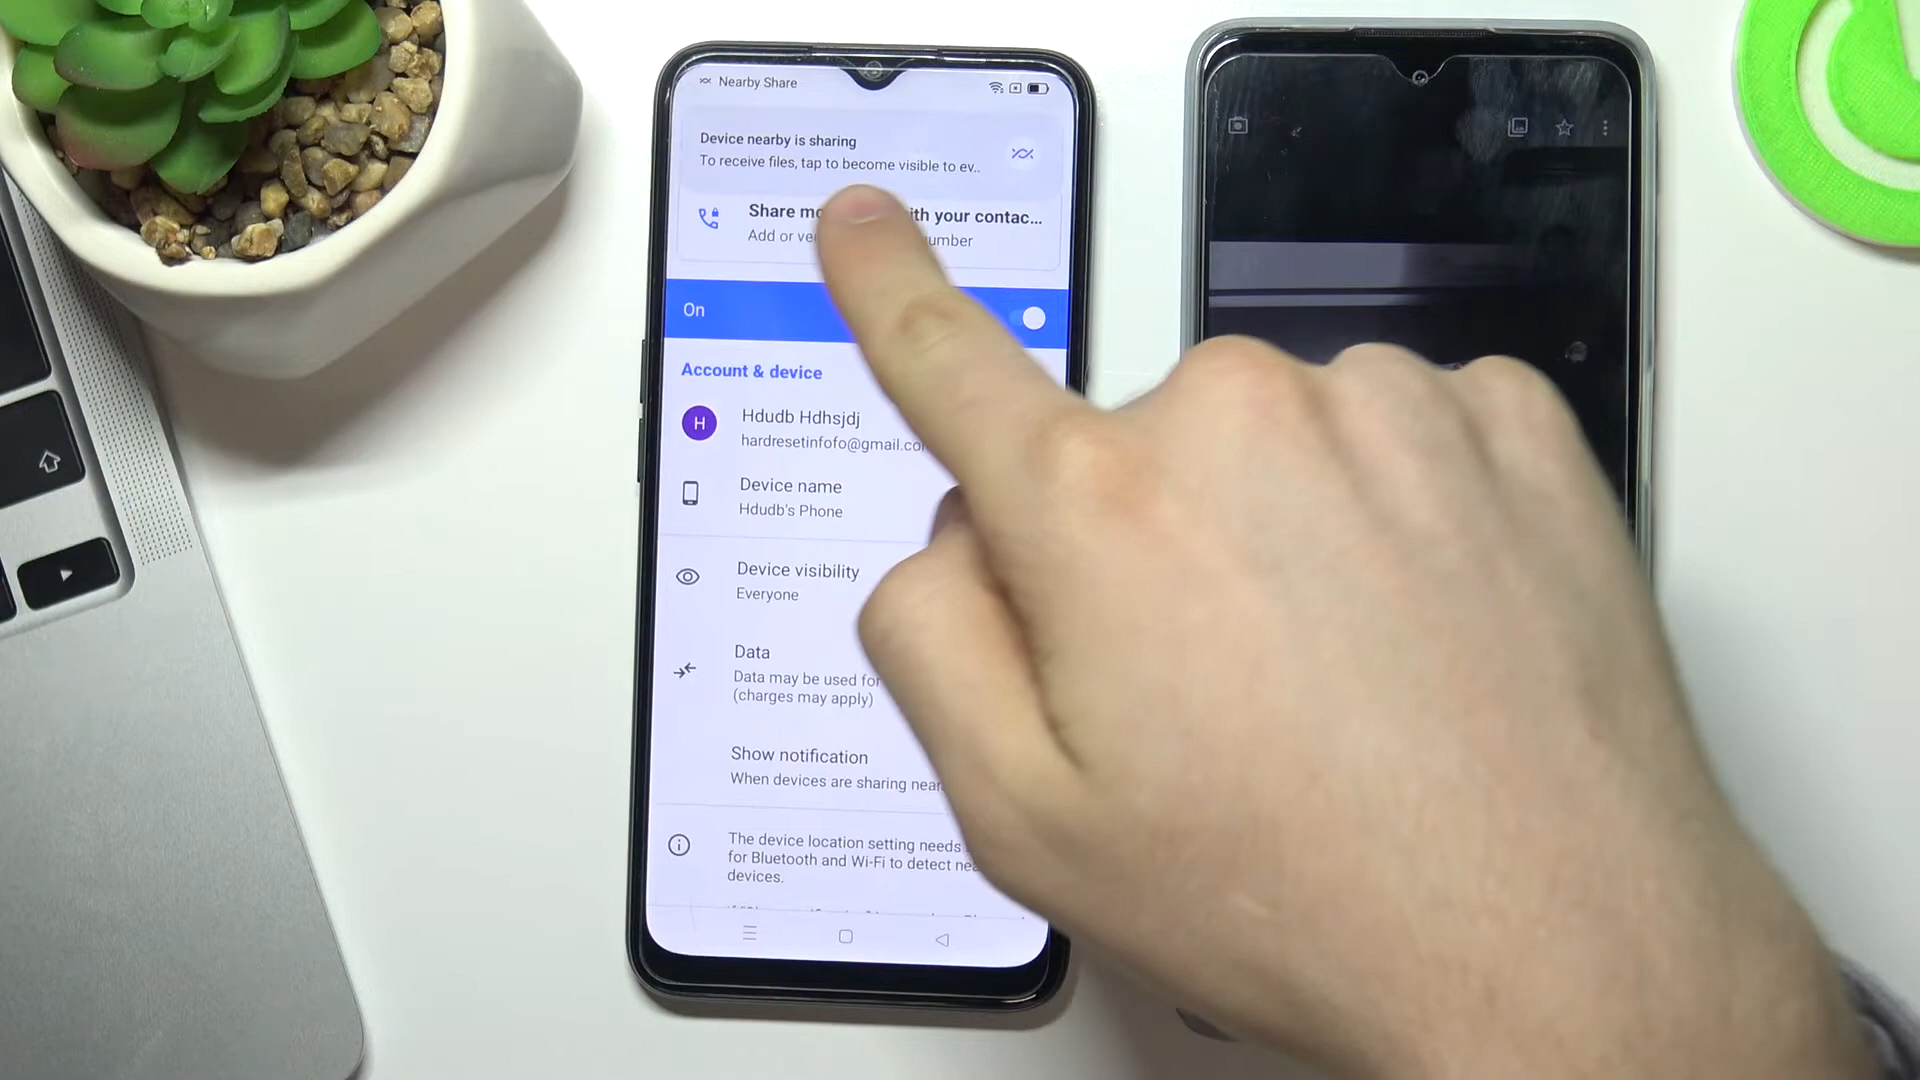 Nearby Share
Device nearby is sharing
To receive files, tap to become visible to ev..
Share mo ith your contac...
Add or ve umber
On
Account & device
H
Hdudb Hdhsjdj
hardresetinfofo@gmail.co
Device name
Hdudb's Phone
Device visibility
Everyone
Data
Data may be used for
(charges may apply)
Show notification
When devices are sharing near
The device location setting needs
for Bluetooth and Wi-Fi to detect nea
devices.